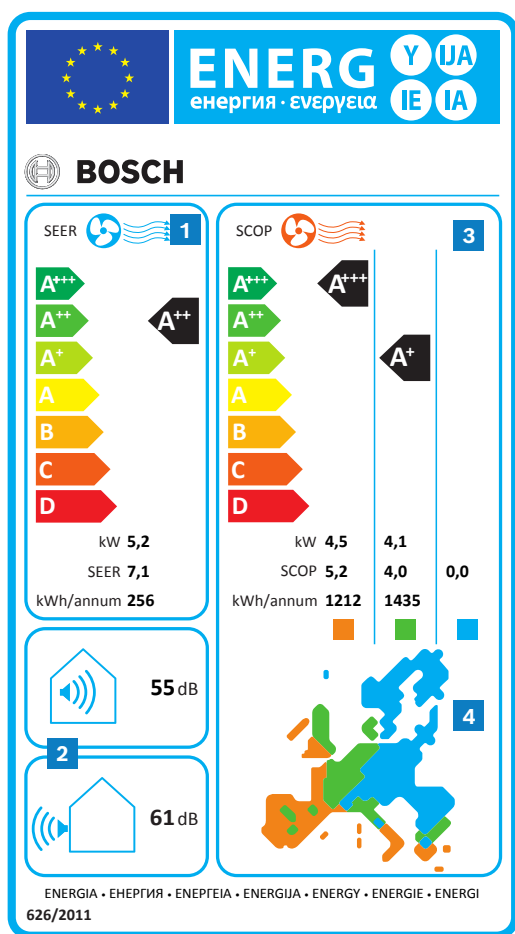 ENERG Y IJA
енергия · ενεργεια IE IA
BOSCH
SEER 1
A+++
A++ A++
A+
A
B
C
D
kW 5,2
SEER 7,1
kWh/annum 256
SCOP 3
A+++ A+++
A++
A+ A+
A
B
C
D
kW 4,5 4,1
SCOP 5,2 4,0 0,0
kWh/annum 1212 1435
55 dB
2
61 dB
4
ENERGIA • ЕНЕРГИЯ • ΕΝΕΡΓΕΙΑ • ENERGIJA • ENERGY • ENERGIE • ENERGI
626/2011